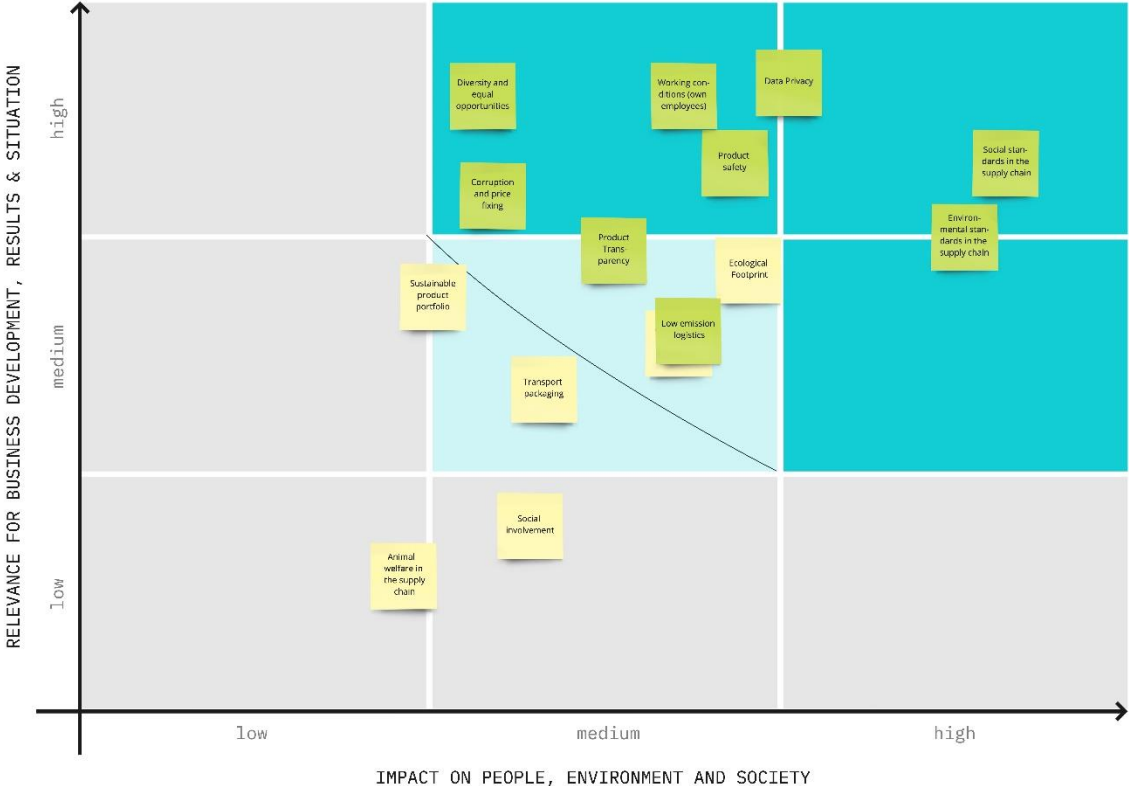 RELEVANCE FOR BUSINESS DEVELOPMENT, RESULTS & SITUATION
high
medium
low
Diversity and
equal
opportunities
Working con-
ditions (own
employees)
Data Privacy
Product
safety
Social stan-
dards in the
supply chain
Corruption
and price
fixing
Environ-
mental stan-
dards in the
supply chain
Product
Trans-
parency
Ecological
Footprint
Sustainable
product
portfolio
Low emission
logistics
Transport
packaging
Social
involvement
Animal
welfare in
the supply
chain
low
medium
high
IMPACT ON PEOPLE, ENVIRONMENT AND SOCIETY